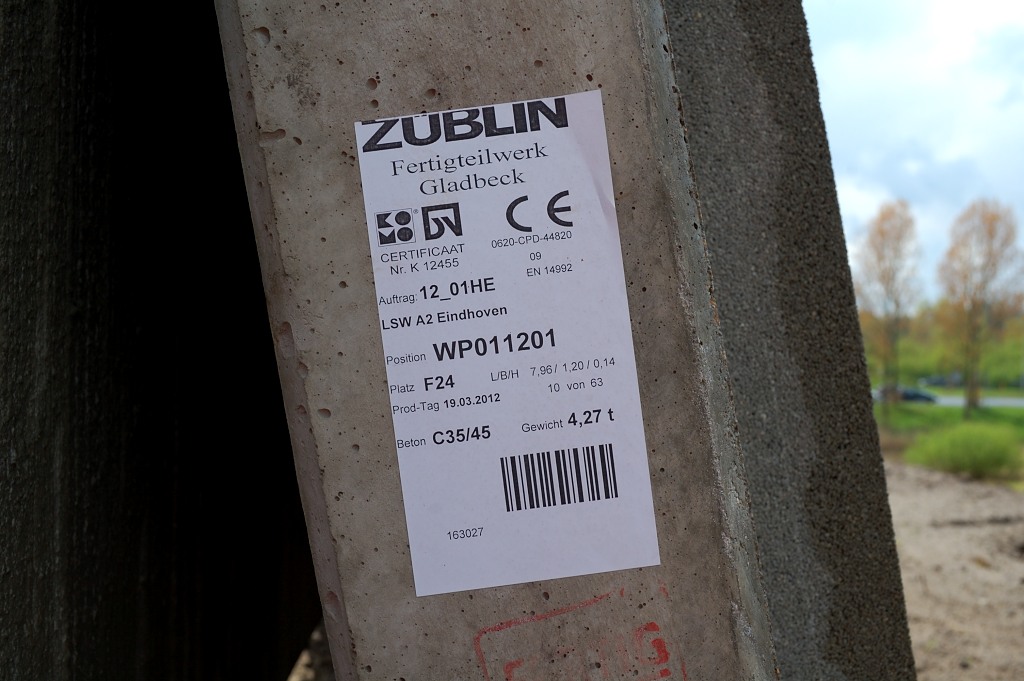 ZÜBLIN
Fertigteilwerk
Gladbeck
KOMO
CE
CERTIFICAAT
Nr. K 12455
0620-CPD-44820
09
EN 14992
Auftrag: 12_01HE
LSW A2 Eindhoven
Position WP011201
Platz F24 L/B/H 7,96/ 1,20/ 0,14
10 von 63
Prod-Tag 19.03.2012
Beton C35/45 Gewicht 4,27 t
163027